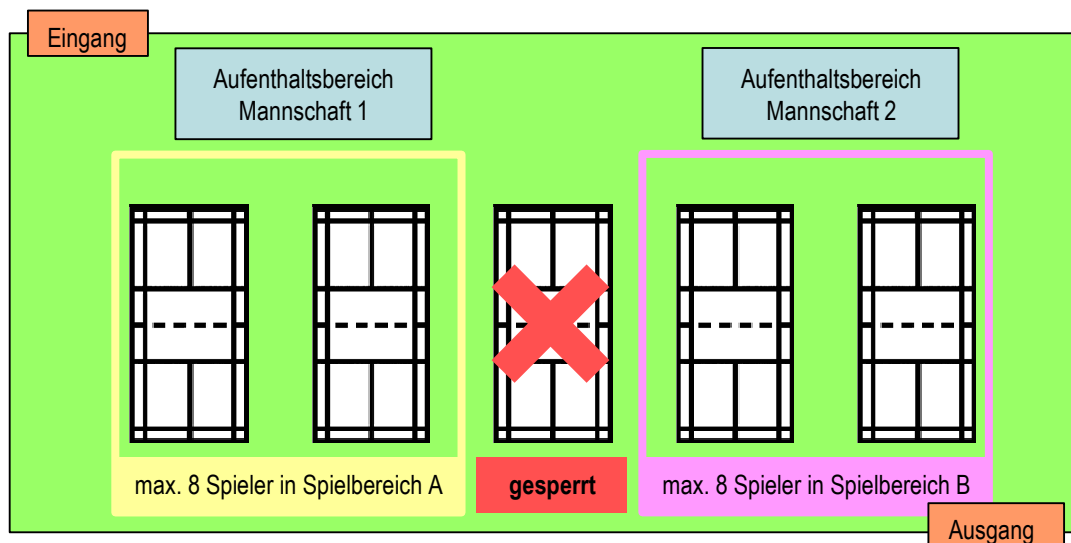 Eingang
Aufenthaltsbereich
Mannschaft 1
Aufenthaltsbereich
Mannschaft 2
max. 8 Spieler in Spielbereich A
gesperrt
max. 8 Spieler in Spielbereich B
Ausgang